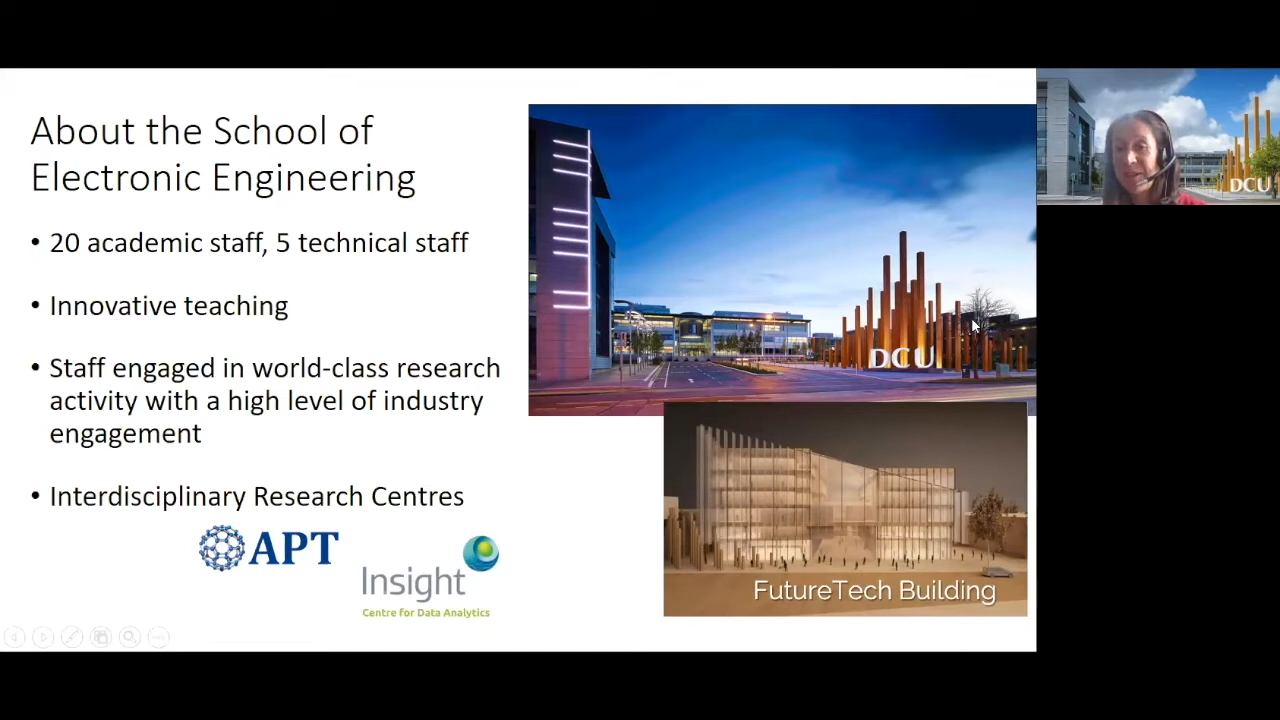 About the School of
Electronic Engineering
• 20 academic staff, 5 technical staff
• Innovative teaching
• Staff engaged in world-class research
activity with a high level of industry
engagement
• Interdisciplinary Research Centres
APT
Insight
Centre for Data Analytics
DCU
FutureTech Building
DCU